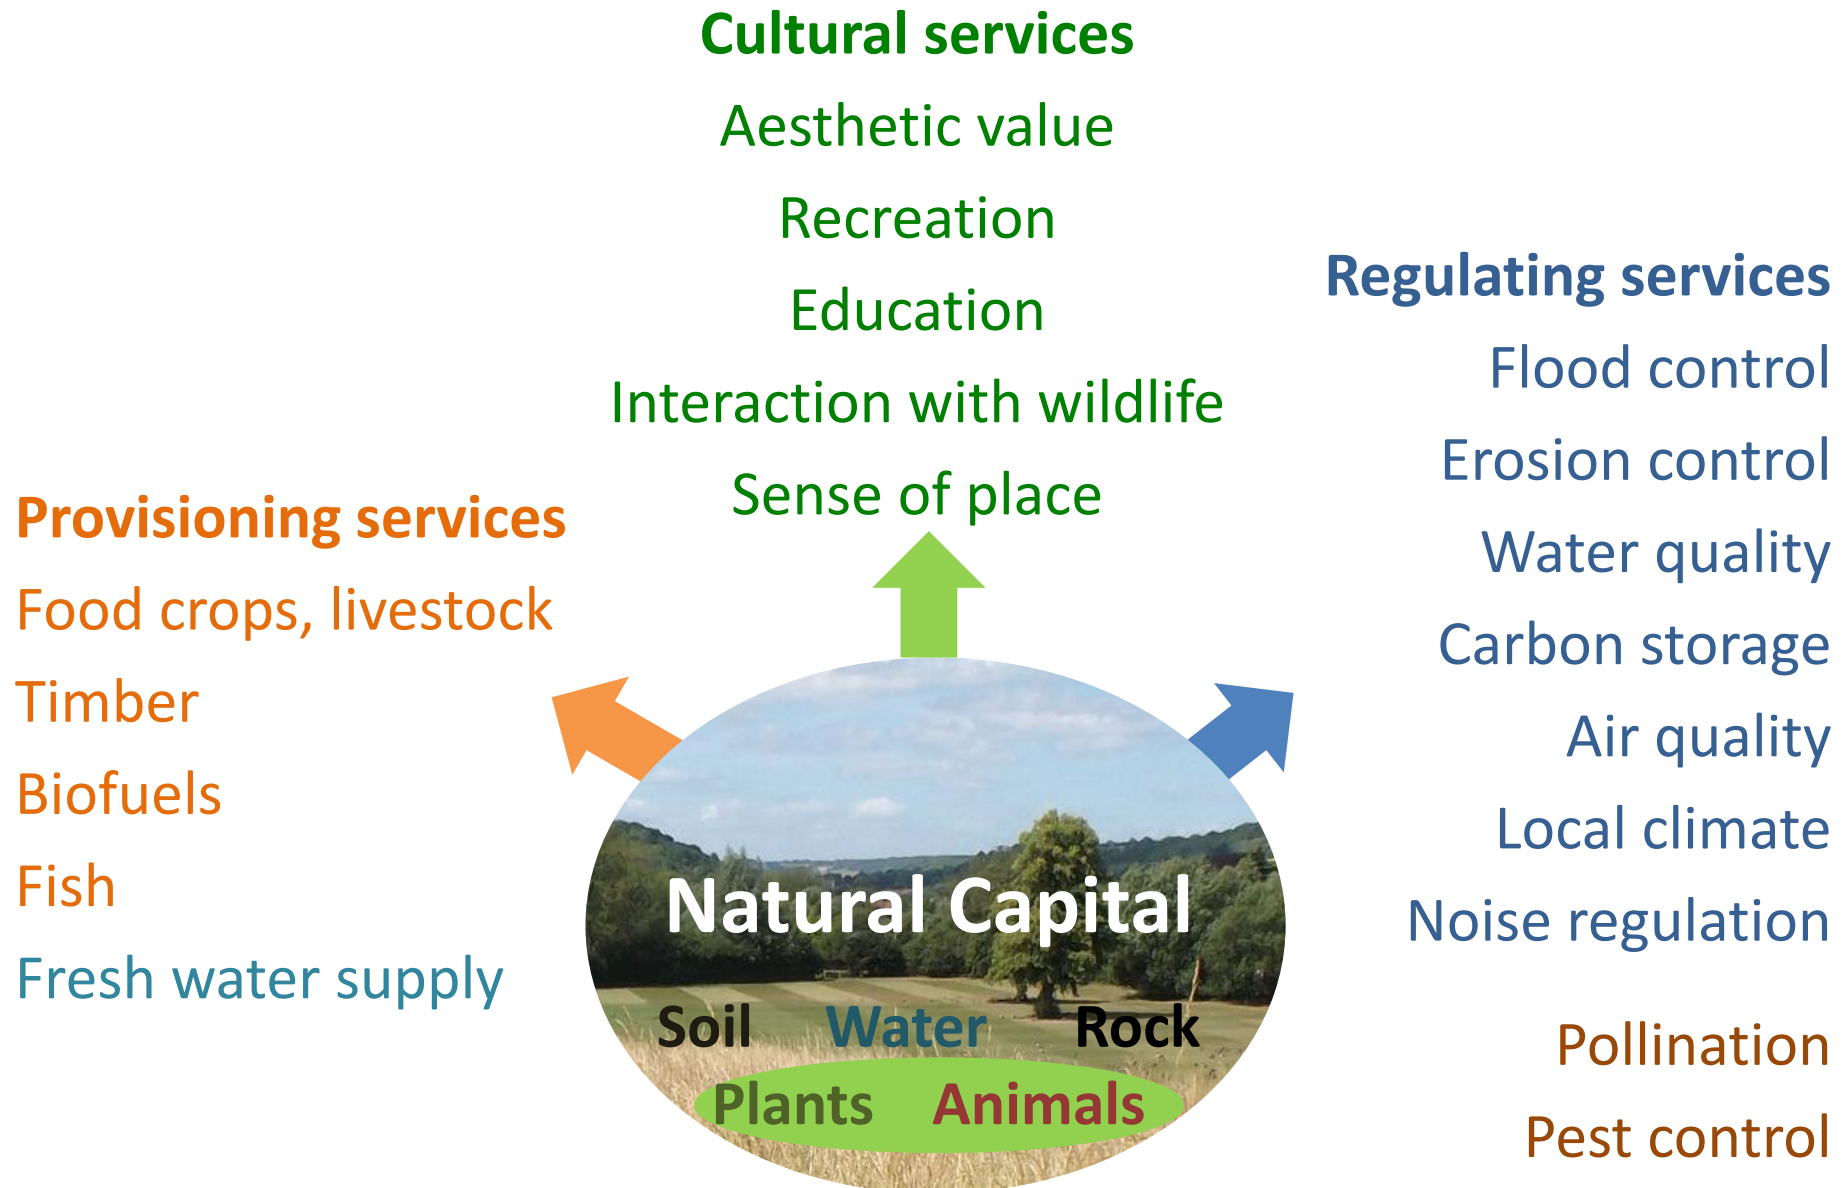 Cultural services
Aesthetic value
Recreation
Education
Interaction with wildlife
Sense of place
Provisioning services
Food crops, livestock
Timber
Biofuels
Fish
Fresh water supply
Regulating services
Flood control
Erosion control
Water quality
Carbon storage
Air quality
Local climate
Noise regulation
Pollination
Pest control
Natural Capital
Soil Water Rock
Plants Animals